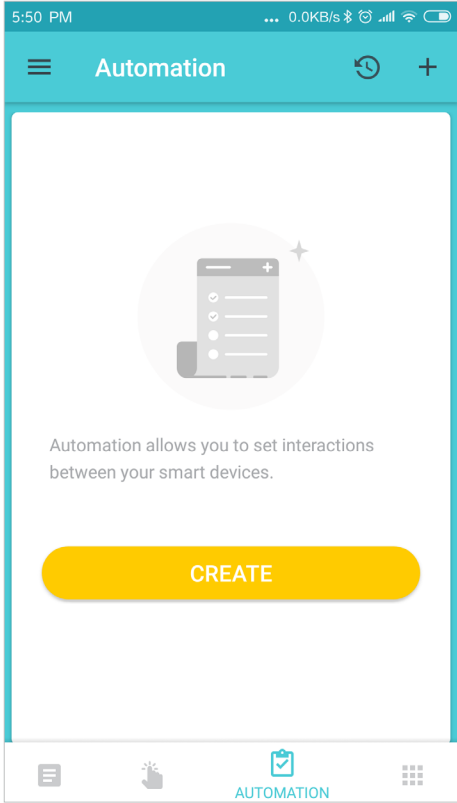 5:50 PM ... 0.0KB/s
Automation
Automation allows you to set interactions
between your smart devices.
CREATE
AUTOMATION